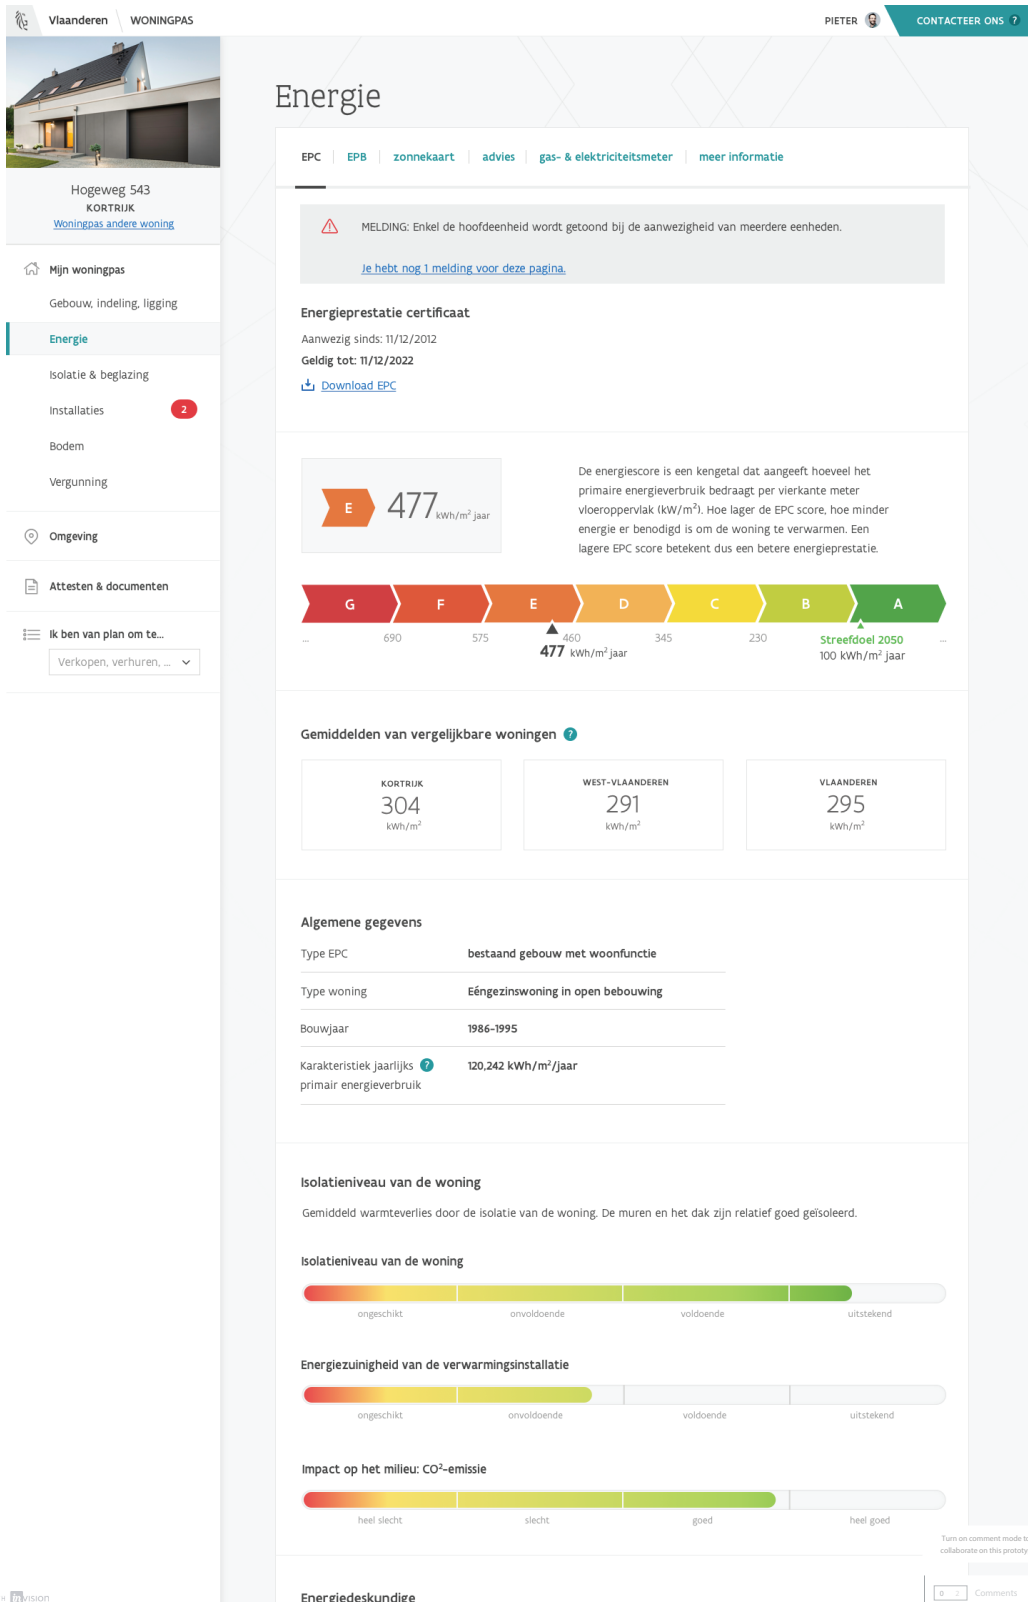 Vlaanderen WONINGPAS
PIETER CONTACTEER ONS ?
Hogeweg 543
KORTRIJK
Woningpas andere woning
Mijn woningpas
Gebouw, indeling, ligging
Energie
Isolatie & beglazing
Installaties 2
Bodem
Vergunning
Omgeving
Attesten & documenten
Ik ben van plan om te...
Verkopen, verhuren, ...
Energie
EPC EPB zonnekaart advies gas- & elektriciteitsmeter meer informatie
MELDING: Enkel de hoofdeenheid wordt getoond bij de aanwezigheid van meerdere eenheden.
Je hebt nog 1 melding voor deze pagina.
Energieprestatie certificaat
Aanwezig sinds: 11/12/2012
Geldig tot: 11/12/2022
Download EPC
E 477 kWh/m² jaar
De energiescore is een kengetal dat aangeeft hoeveel het
primaire energieverbruik bedraagt per vierkante meter
vloeroppervlak (kW/m²). Hoe lager de EPC score, hoe minder
energie er benodigd is om de woning te verwarmen. Een
lagere EPC score betekent dus een betere energieprestatie.
G F E D C B A
... 690 575 460 345 230 Streefdoel 2050 ...
477 kWh/m² jaar 100 kWh/m² jaar
Gemiddelden van vergelijkbare woningen ?
KORTRIJK
304
kWh/m²
WEST-VLAANDEREN
291
kWh/m²
VLAANDEREN
295
kWh/m²
Algemene gegevens
Type EPC bestaand gebouw met woonfunctie
Type woning Eéngezinswoning in open bebouwing
Bouwjaar 1986-1995
Karakteristiek jaarlijks ? 120,242 kWh/m²/jaar
primair energieverbruik
Isolatieniveau van de woning
Gemiddeld warmteverlies door de isolatie van de woning. De muren en het dak zijn relatief goed geïsoleerd.
Isolatieniveau van de woning
ongeschikt onvoldoende voldoende uitstekend
Energiezuinigheid van de verwarmingsinstallatie
ongeschikt onvoldoende voldoende uitstekend
Impact op het milieu: CO²-emissie
heel slecht slecht goed heel goed
Energiedeskundige
Turn on comment mode to
collaborate on this prototy
Comments
invision